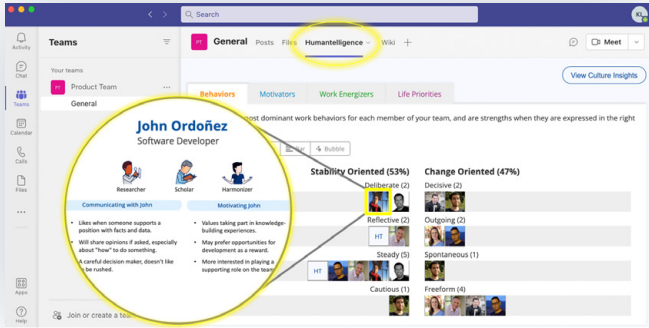 Search
KL
Activity
Chat
Teams
Calendar
Calls
Files
Apps
Help
Teams
Your teams
PT
Product Team
General
Join or create a team
PT General Posts Files Humantelligence Wiki
Meet
View Culture Insights
Behaviors Motivators Work Energizers Life Priorities
most dominant work behaviors for each member of your team, and are strengths when they are expressed in the right
Bar Bubble
Stability Oriented (53%) Change Oriented (47%)
Deliberate (2) Decisive (2)
Reflective (2) Outgoing (2)
HT
Steady (5) Spontaneous (1)
HT
Cautious (1) Freeform (4)
John Ordoñez
Software Developer
Researcher Scholar Harmonizer
Communicating with John
• Likes when someone supports a
position with facts and data.
• Will share opinions if asked, especially
about "how" to do something.
A careful decision maker, doesn't like
be rushed.
Motivating John
• Values taking part in knowledge-
building experiences.
• May prefer opportunities for
development as a reward.
• More interested in playing a
supporting role on the team